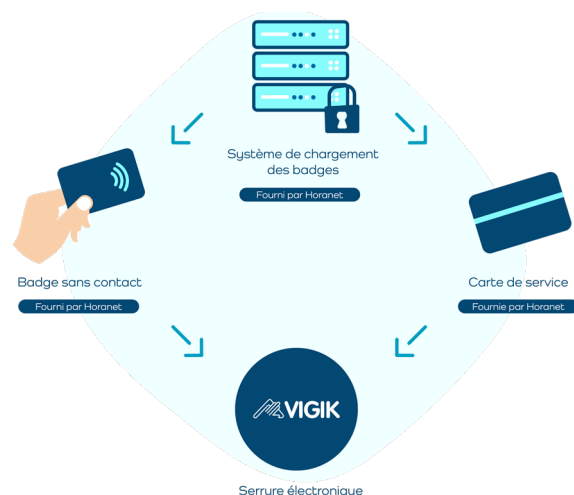 Système de chargement
des badges
Fourni par Horanet
Badge sans contact
Fourni par Horanet
Carte de service
Fournie par Horanet
VIGIK
Serrure électronique